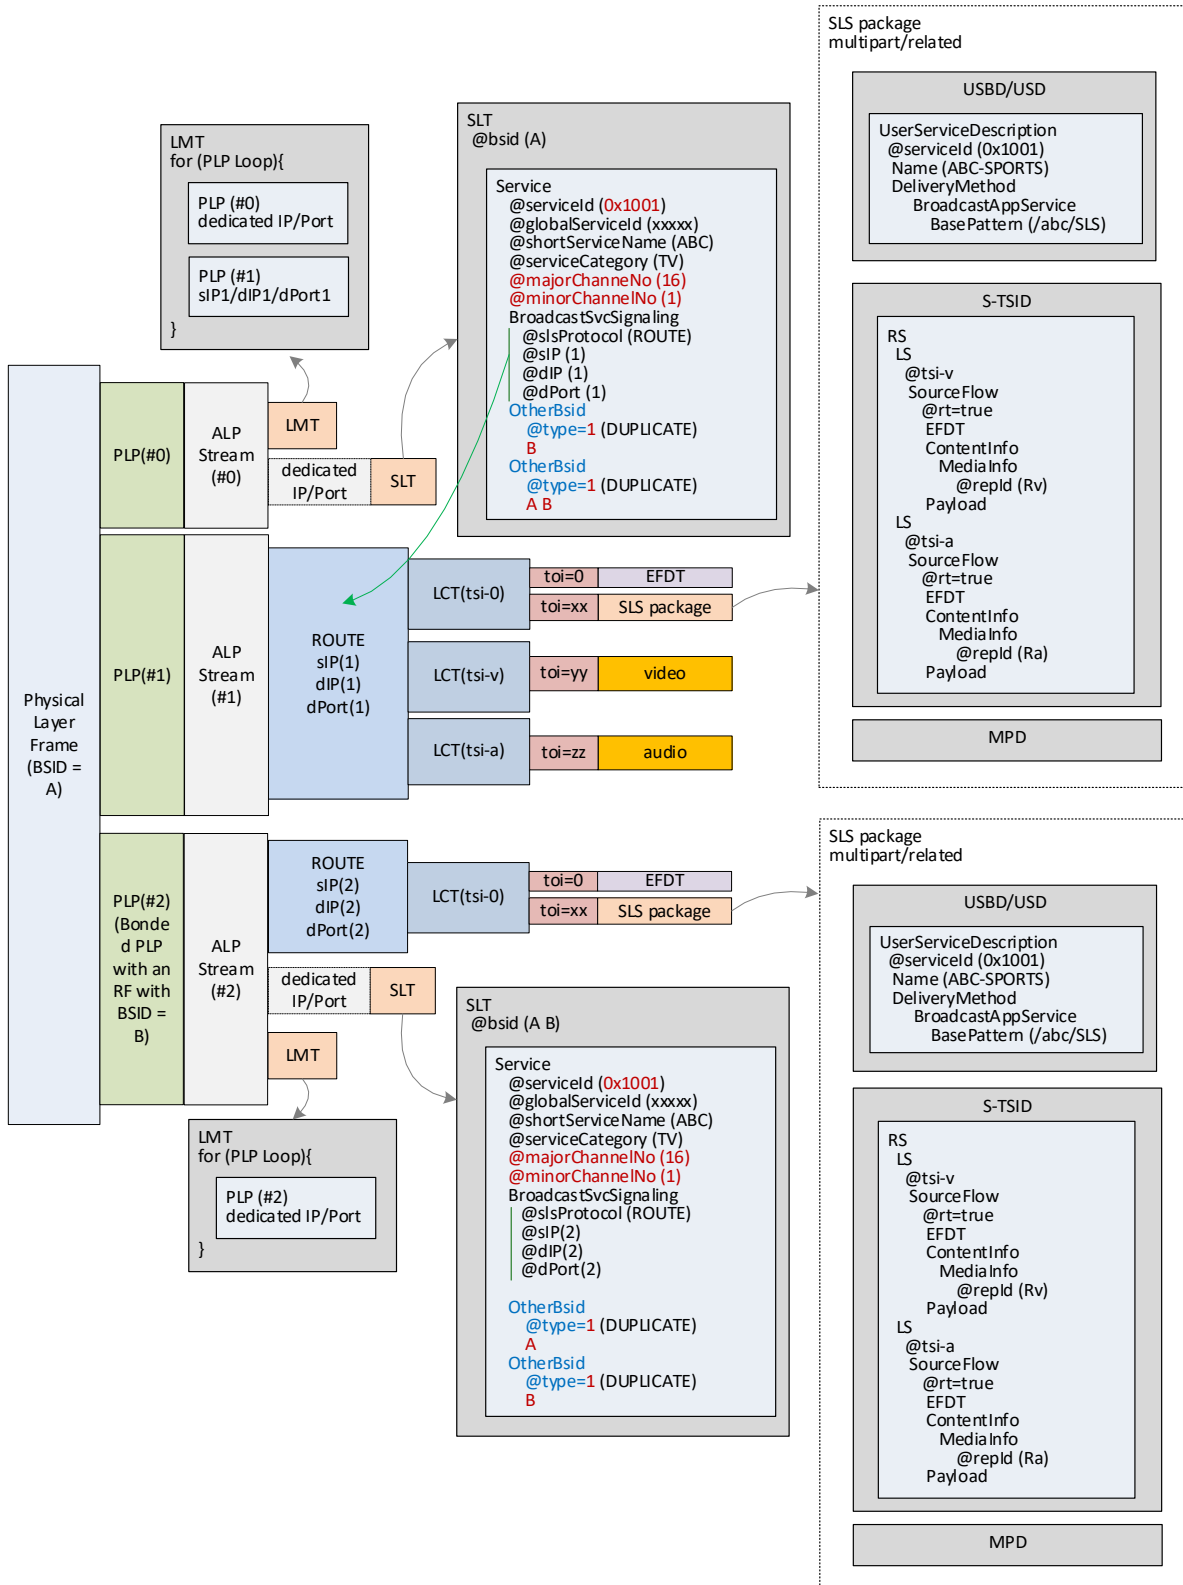 LMT
for (PLP Loop){
PLP (#0)
dedicated IP/Port
PLP (#1)
sIP1/dIP1/dPort1
}
SLT
@bsid (A)
Service
@serviceId (0x1001)
@globalServiceId (xxxxx)
@shortServiceName (ABC)
@serviceCategory (TV)
@majorChanneNo (16)
@minorChannelNo (1)
BroadcastSvcSignaling
@slsProtocol (ROUTE)
@sIP (1)
@dIP (1)
@dPort (1)
OtherBsid
@type=1 (DUPLICATE)
B
OtherBsid
@type=1 (DUPLICATE)
A B
SLS package
multipart/related
USBD/USD
UserServiceDescription
@serviceId (0x1001)
Name (ABC-SPORTS)
DeliveryMethod
BroadcastAppService
BasePattern (/abc/SLS)
S-TSID
RS
LS
@tsi-v
SourceFlow
@rt=true
EFDT
ContentInfo
MediaInfo
@repId (Rv)
Payload
LS
@tsi-a
SourceFlow
@rt=true
EFDT
ContentInfo
MediaInfo
@repId (Ra)
Payload
MPD
Physical
Layer
Frame
(BSID =
A)
PLP(#0)
ALP
Stream
(#0)
LMT
dedicated
IP/Port
SLT
PLP(#1)
ALP
Stream
(#1)
ROUTE
sIP(1)
dIP(1)
dPort(1)
LCT(tsi-0)
toi=0
EFDT
toi=xx
SLS package
LCT(tsi-v)
toi=yy
video
LCT(tsi-a)
toi=zz
audio
PLP(#2)
(Bonde
d PLP
with an
RF with
BSID =
B)
ALP
Stream
(#2)
ROUTE
sIP(2)
dIP(2)
dPort(2)
LCT(tsi-0)
toi=0
EFDT
toi=xx
SLS package
dedicated
IP/Port
SLT
LMT
LMT
for (PLP Loop){
PLP (#2)
dedicated IP/Port
}
SLT
@bsid (A B)
Service
@serviceId (0x1001)
@globalServiceId (xxxxx)
@shortServiceName (ABC)
@serviceCategory (TV)
@majorChannelNo (16)
@minorChannelNo (1)
BroadcastSvcSignaling
@slsProtocol (ROUTE)
@sIP(2)
@dIP(2)
@dPort(2)
OtherBsid
@type=1 (DUPLICATE)
A
OtherBsid
@type=1 (DUPLICATE)
B
SLS package
multipart/related
USBD/USD
UserServiceDescription
@serviceId (0x1001)
Name (ABC-SPORTS)
DeliveryMethod
BroadcastAppService
BasePattern (/abc/SLS)
S-TSID
RS
LS
@tsi-v
SourceFlow
@rt=true
EFDT
ContentInfo
MediaInfo
@repId (Rv)
Payload
LS
@tsi-a
SourceFlow
@rt=true
EFDT
ContentInfo
MediaInfo
@repId (Ra)
Payload
MPD